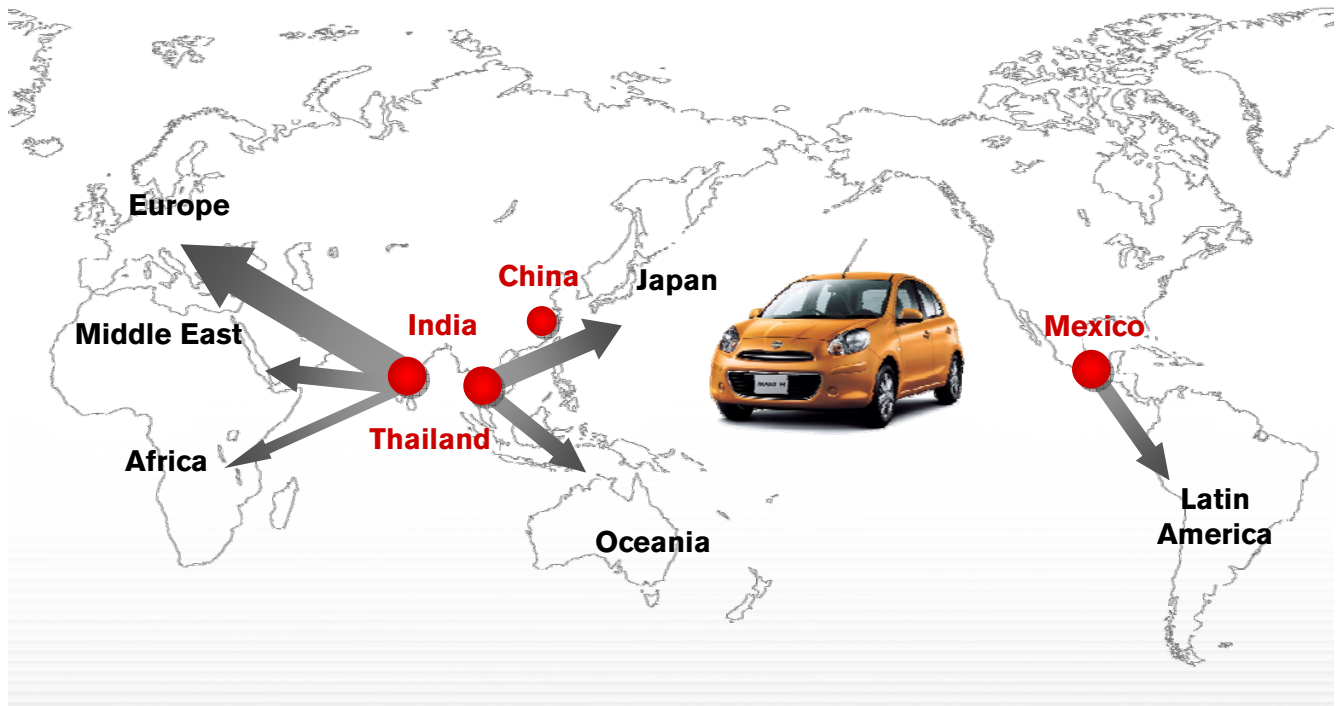 Europe
China
Japan
India
Middle East
Mexico
Thailand
Africa
Latin
America
Oceania